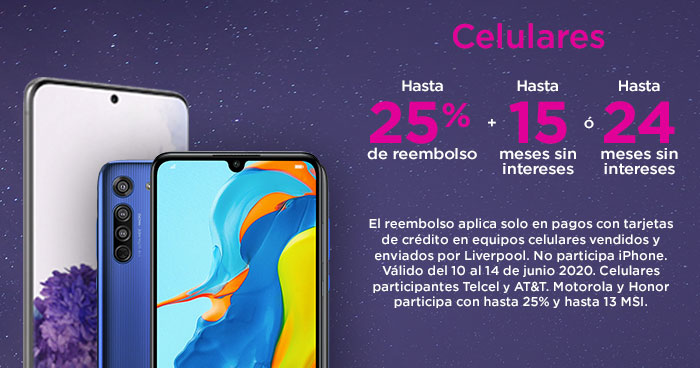 Celulares
Hasta
25%
de reembolso
+
Hasta
15
meses sin
intereses
ó
Hasta
24
meses sin
intereses
El reembolso aplica solo en pagos con tarjetas
de crédito en equipos celulares vendidos y
enviados por Liverpool. No participa iPhone.
Válido del 10 al 14 de junio 2020. Celulares
participantes Telcel y AT&T. Motorola y Honor
participa con hasta 25% y hasta 13 MSI.